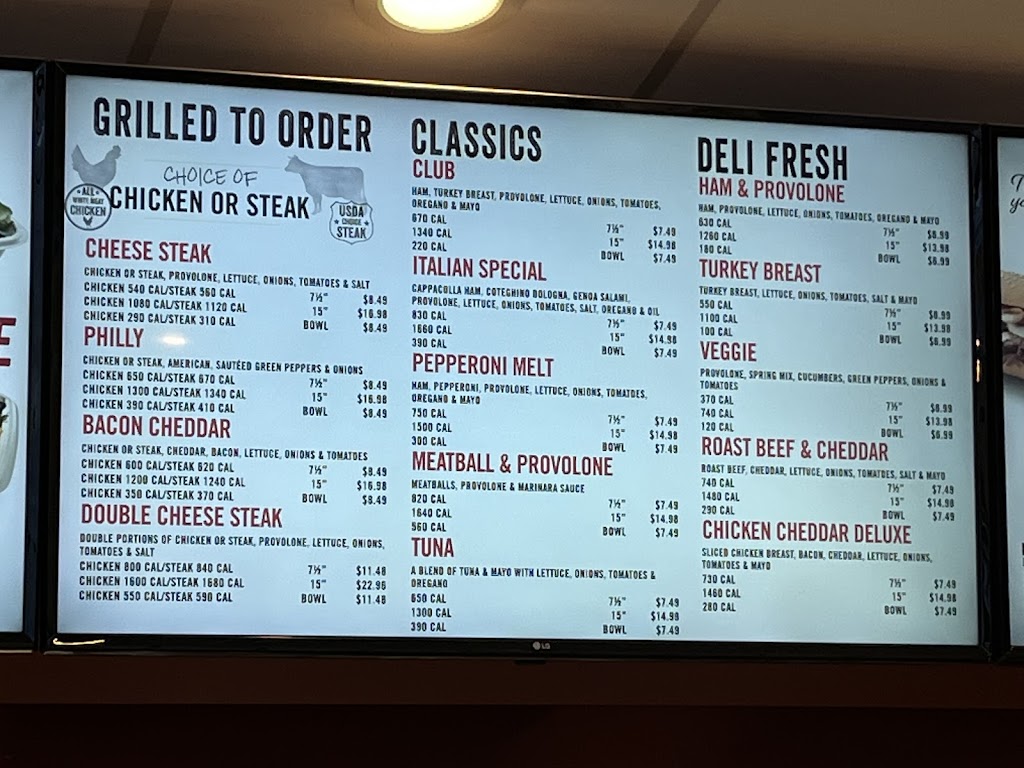 GRILLED TO ORDER
CHOICE OF
CHICKEN OR STEAK
ALL
WHITE MEAT
CHICKEN
USDA
CHOICE
STEAK
CHEESE STEAK
CHICKEN OR STEAK, PROVOLONE, LETTUCE, ONIONS, TOMATOES & SALT
CHICKEN 540 CAL/STEAK 560 CAL 7½" $8.49
CHICKEN 1080 CAL/STEAK 1120 CAL 15" $16.98
CHICKEN 290 CAL/STEAK 310 CAL BOWL $8.49
PHILLY
CHICKEN OR STEAK, AMERICAN, SAUTÉED GREEN PEPPERS & ONIONS
CHICKEN 650 CAL/STEAK 670 CAL 7½" $8.49
CHICKEN 1300 CAL/STEAK 1340 CAL 15" $16.98
CHICKEN 390 CAL/STEAK 410 CAL BOWL $8.49
BACON CHEDDAR
CHICKEN OR STEAK, CHEDDAR, BACON, LETTUCE, ONIONS & TOMATOES
CHICKEN 600 CAL/STEAK 620 CAL 7½" $8.49
CHICKEN 1200 CAL/STEAK 1240 CAL 15" $16.98
CHICKEN 350 CAL/STEAK 370 CAL BOWL $8.49
DOUBLE CHEESE STEAK
DOUBLE PORTIONS OF CHICKEN OR STEAK, PROVOLONE, LETTUCE, ONIONS,
TOMATOES & SALT
CHICKEN 800 CAL/STEAK 840 CAL 7½" $11.48
CHICKEN 1600 CAL/STEAK 1680 CAL 15" $22.96
CHICKEN 550 CAL/STEAK 590 CAL BOWL $11.48
CLASSICS
CLUB
HAM, TURKEY BREAST, PROVOLONE, LETTUCE, ONIONS, TOMATOES,
OREGANO & MAYO
670 CAL 7½" $7.49
1340 CAL 15" $14.98
220 CAL BOWL $7.49
ITALIAN SPECIAL
CAPPACOLLA HAM, COTEGHINO BOLOGNA, GENOA SALAMI,
PROVOLONE, LETTUCE, ONIONS, TOMATOES, SALT, OREGANO & OIL
830 CAL 7½" $7.49
1660 CAL 15" $14.98
390 CAL BOWL $7.49
PEPPERONI MELT
HAM, PEPPERONI, PROVOLONE, LETTUCE, ONIONS, TOMATOES,
OREGANO & MAYO
750 CAL 7½" $7.49
1500 CAL 15" $14.98
300 CAL BOWL $7.49
MEATBALL & PROVOLONE
MEATBALLS, PROVOLONE & MARINARA SAUCE
820 CAL 7½" $7.49
1640 CAL 15" $14.98
560 CAL BOWL $7.49
TUNA
A BLEND OF TUNA & MAYO WITH LETTUCE, ONIONS, TOMATOES &
OREGANO
650 CAL 7½" $7.49
1300 CAL 15" $14.98
390 CAL BOWL $7.49
DELI FRESH
HAM & PROVOLONE
HAM, PROVOLONE, LETTUCE, ONIONS, TOMATOES, OREGANO & MAYO
630 CAL 7½" $6.99
1260 CAL 15" $13.98
180 CAL BOWL $6.99
TURKEY BREAST
TURKEY BREAST, LETTUCE, ONIONS, TOMATOES, SALT & MAYO
550 CAL 7½" $6.99
1100 CAL 15" $13.98
100 CAL BOWL $6.99
VEGGIE
PROVOLONE, SPRING MIX, CUCUMBERS, GREEN PEPPERS, ONIONS &
TOMATOES
370 CAL 7½" $6.99
740 CAL 15" $13.98
120 CAL BOWL $6.99
ROAST BEEF & CHEDDAR
ROAST BEEF, CHEDDAR, LETTUCE, ONIONS, TOMATOES, SALT & MAYO
740 CAL 7½" $7.49
1480 CAL 15" $14.98
290 CAL BOWL $7.49
CHICKEN CHEDDAR DELUXE
SLICED CHICKEN BREAST, BACON, CHEDDAR, LETTUCE, ONIONS,
TOMATOES & MAYO
730 CAL 7½" $7.49
1460 CAL 15" $14.98
280 CAL BOWL $7.49
LG